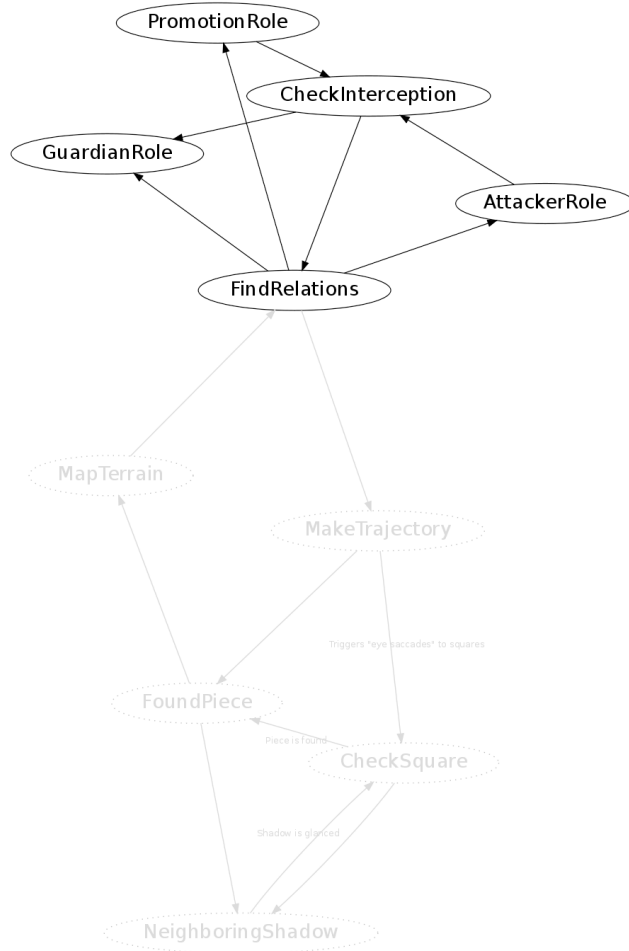 PromotionRole
CheckInterception
GuardianRole
AttackerRole
FindRelations
MapTerrain
MakeTrajectory
Triggers "eye saccades" to squares
FoundPiece
Piece is found
CheckSquare
Shadow is glanced
NeighboringShadow